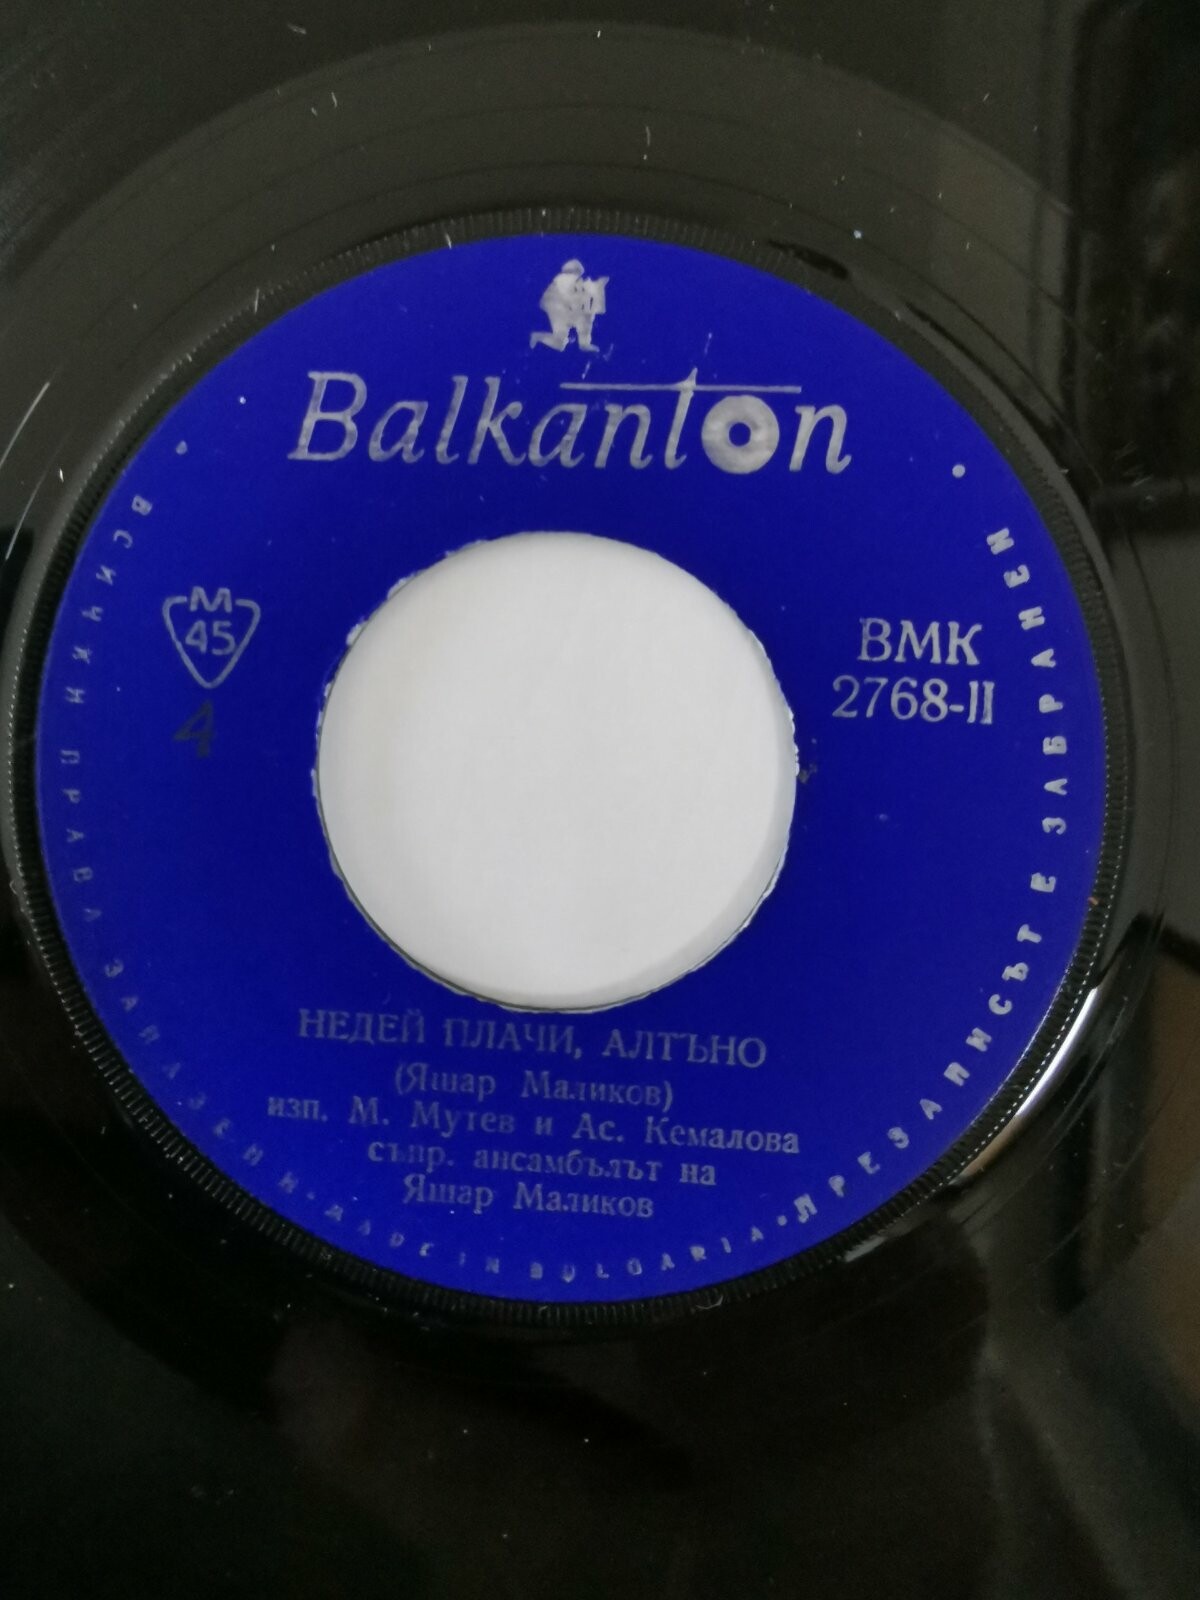 Balkanton
M
45
4
ВМК
2768-II
НЕДЕЙ ПЛАЧИ, АЛТЪНО
(Яшар Маликов)
изп. М. Мутев и Ас. Кемалова
съпр. ансамбълът на
Яшар Маликов
ВСИЧКИ ПРАВА ЗАПАЗЕНИ • MADE IN BULGARIA • ПРЕЗАПИСЪТ Е ЗАБРАНЕН